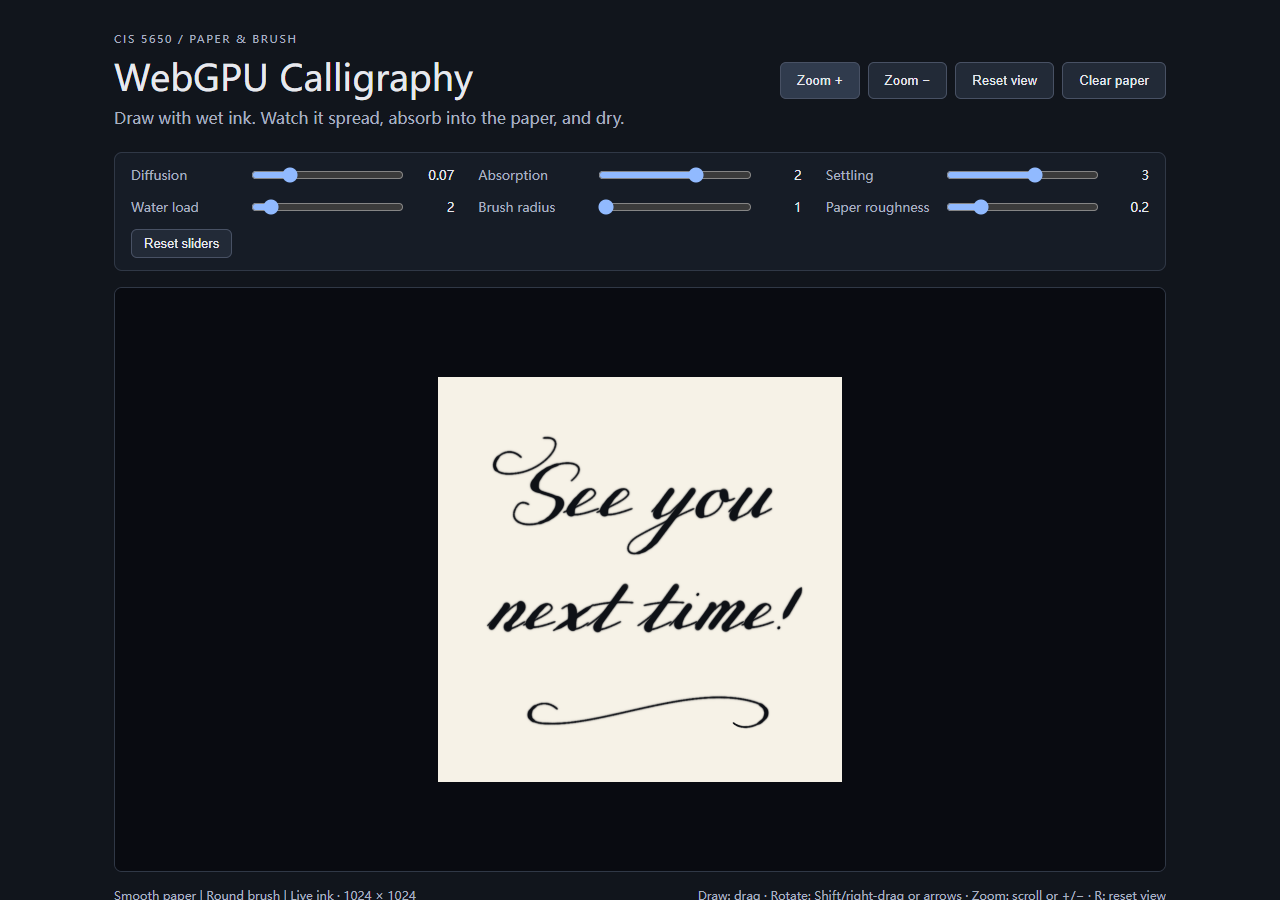 CIS 5650 / PAPER & BRUSH
WebGPU Calligraphy
Zoom + Zoom − Reset view Clear paper
Draw with wet ink. Watch it spread, absorb into the paper, and dry.
Diffusion 0.07 Absorption 2 Settling 3
Water load 2 Brush radius 1 Paper roughness 0.2
Reset sliders
See you
next time!
Smooth paper | Round brush | Live ink · 1024 × 1024
Draw: drag · Rotate: Shift/right-drag or arrows · Zoom: scroll or +/− · R: reset view